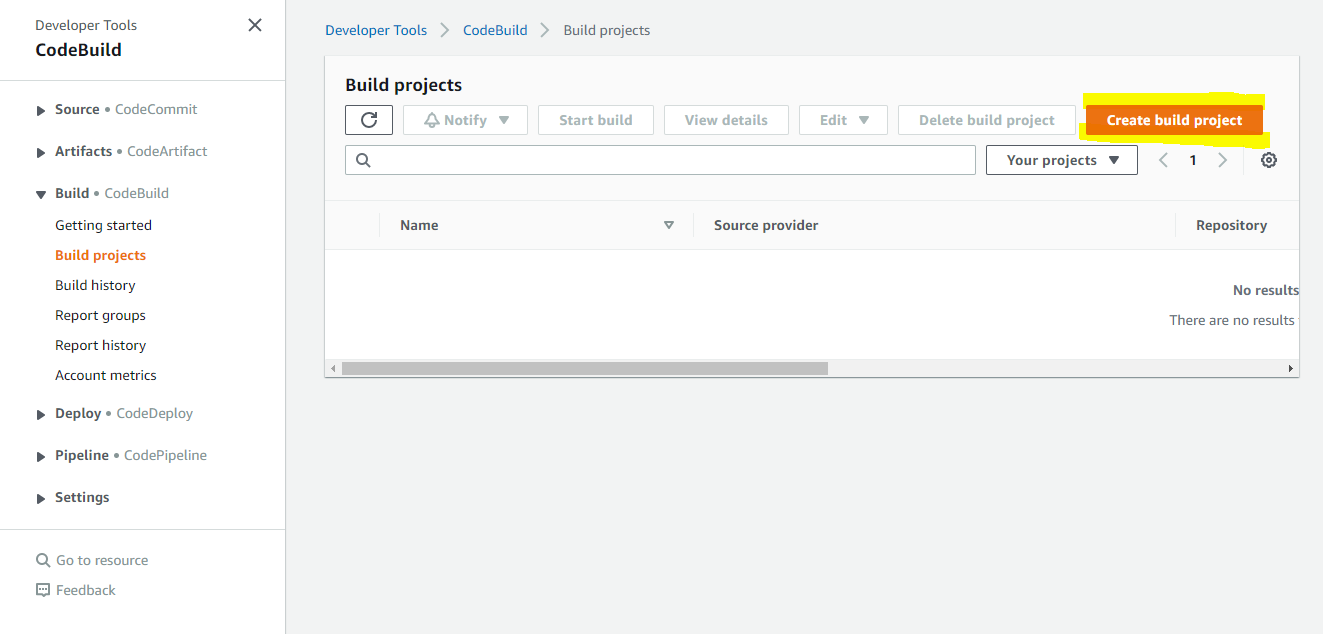 Developer Tools
CodeBuild
Source • CodeCommit
Artifacts • CodeArtifact
Build • CodeBuild
Getting started
Build projects
Build history
Report groups
Report history
Account metrics
Deploy • CodeDeploy
Pipeline • CodePipeline
Settings
Go to resource
Feedback
Developer Tools CodeBuild Build projects
Build projects
Notify Start build View details Edit Delete build project Create build project
Your projects 1
Name Source provider Repository
No results
There are no results